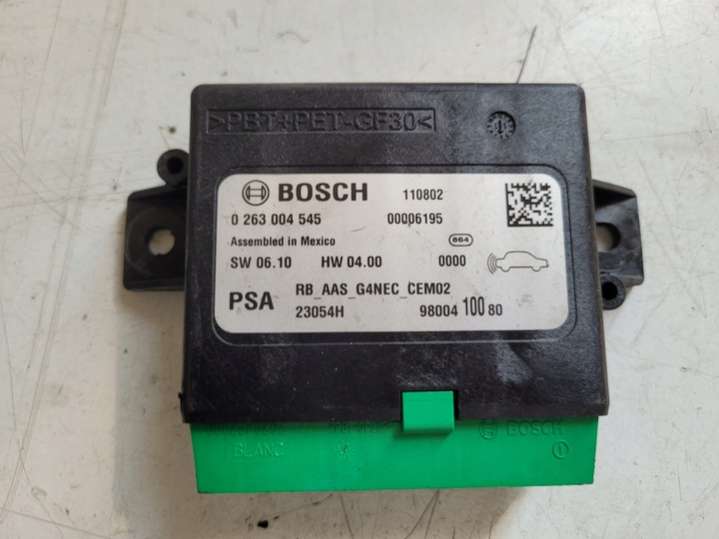 >PBT+PET-GF30<
BOSCH 110802
0 263 004 545 00006195
Assembled in Mexico 864
SW 06.10 HW 04.00 0000
PSA RB_AAS_G4NEC_CEM02
23054H 98004 100 80
BOSCH
BLANC